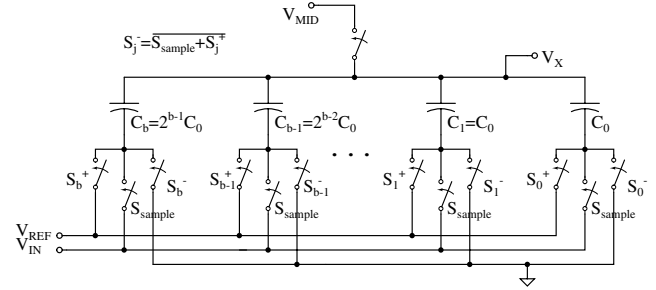 V_MID
S_j^-=\overline{S_sample+S_j^+}
V_X
C_b=2^{b-1}C_0
C_{b-1}=2^{b-2}C_0
C_1=C_0
C_0
. . .
S_b^+ S_b^- S_{b-1}^+ S_{b-1}^- S_1^+ S_1^- S_0^+ S_0^-
S_sample S_sample S_sample S_sample
V_REF
V_IN